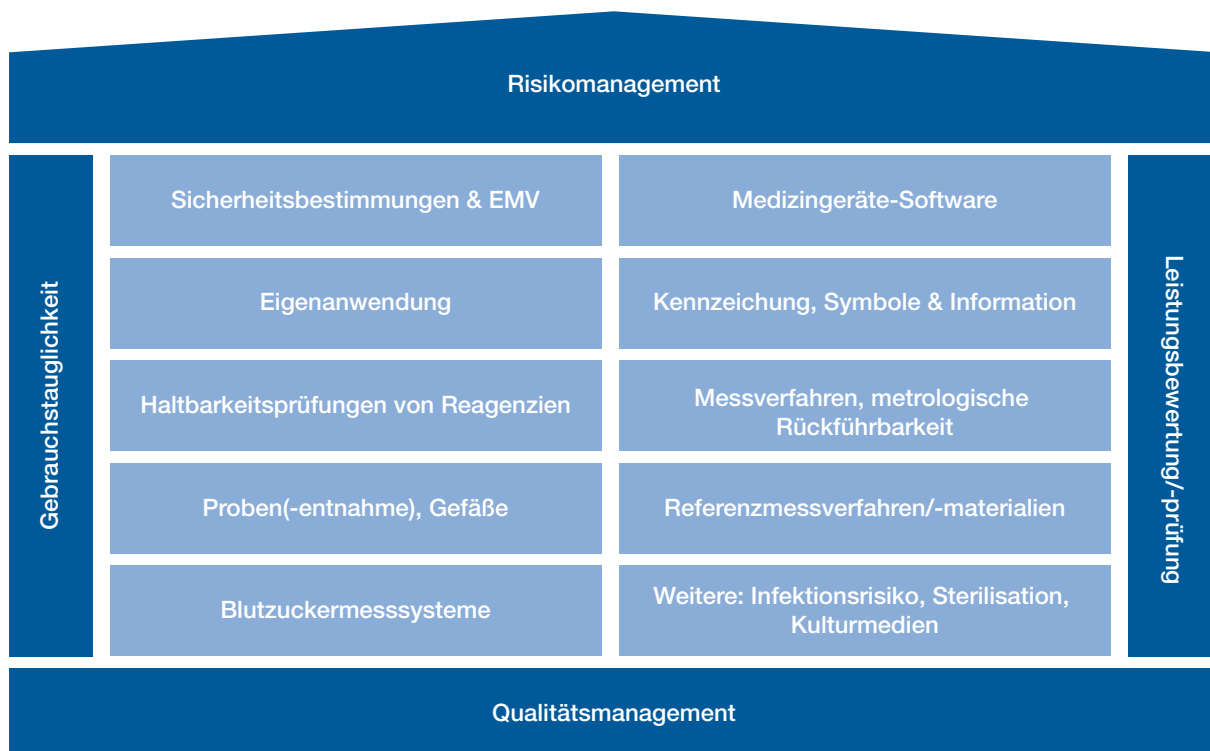 Risikomanagement
Gebrauchstauglichkeit
Sicherheitsbestimmungen & EMV
Medizingeräte-Software
Eigenanwendung
Kennzeichung, Symbole & Information
Haltbarkeitsprüfungen von Reagenzien
Messverfahren, metrologische
Rückführbarkeit
Proben(-entnahme), Gefäße
Referenzmessverfahren/-materialien
Blutzuckermesssysteme
Weitere: Infektionsrisiko, Sterilisation,
Kulturmedien
Leistungsbewertung/-prüfung
Qualitätsmanagement